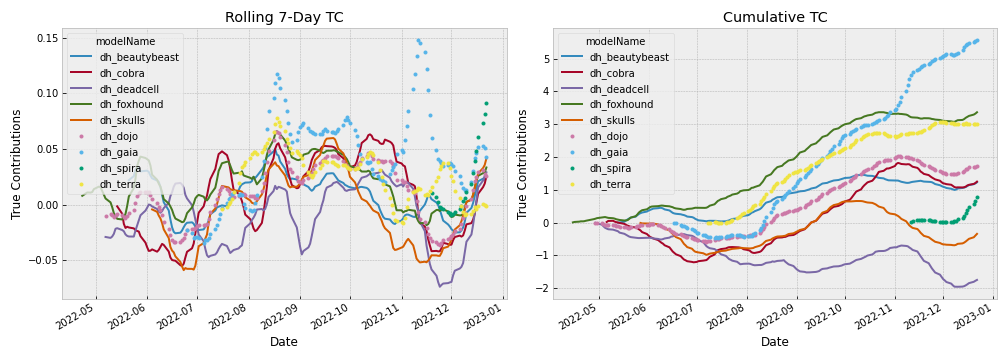 Rolling 7-Day TC
True Contributions
0.15
0.10
0.05
0.00
−0.05
modelName
dh_beautybeast
dh_cobra
dh_deadcell
dh_foxhound
dh_skulls
dh_dojo
dh_gaia
dh_spira
dh_terra
2022-05
2022-06
2022-07
2022-08
2022-09
2022-10
2022-11
2022-12
2023-01
Date
Cumulative TC
True Contributions
5
4
3
2
1
0
−1
−2
modelName
dh_beautybeast
dh_cobra
dh_deadcell
dh_foxhound
dh_skulls
dh_dojo
dh_gaia
dh_spira
dh_terra
2022-05
2022-06
2022-07
2022-08
2022-09
2022-10
2022-11
2022-12
2023-01
Date